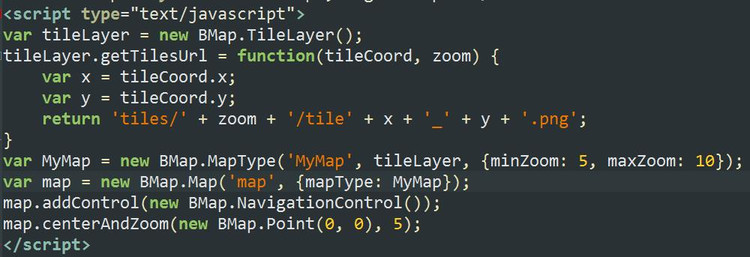 <script type="text/javascript">
var tileLayer = new BMap.TileLayer();
tileLayer.getTilesUrl = function(tileCoord, zoom) {
    var x = tileCoord.x;
    var y = tileCoord.y;
    return 'tiles/' + zoom + '/tile' + x + '_' + y + '.png';
}
var MyMap = new BMap.MapType('MyMap', tileLayer, {minZoom: 5, maxZoom: 10});
var map = new BMap.Map('map', {mapType: MyMap});
map.addControl(new BMap.NavigationControl());
map.centerAndZoom(new BMap.Point(0, 0), 5);
</script>